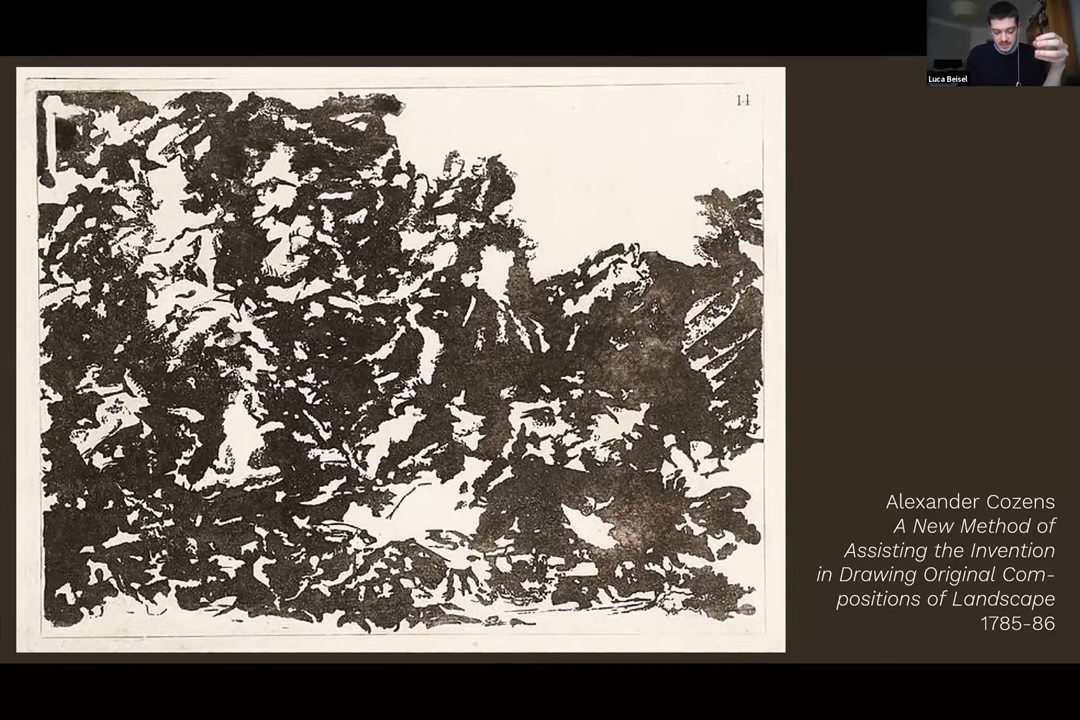 Luca Beisel
14
Alexander Cozens
A New Method of
Assisting the Invention
in Drawing Original Com-
positions of Landscape
1785-86